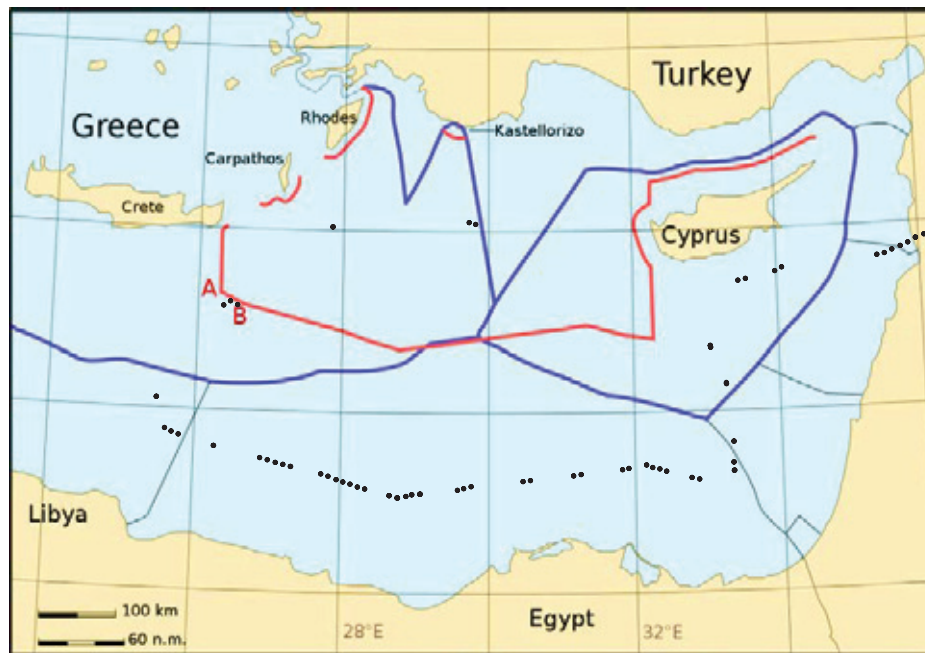 Turkey
Greece
Rhodes
Kastellorizo
Carpathos
Crete
Cyprus
A
B
Libya
100 km
60 n.m.
Egypt
28°E
32°E